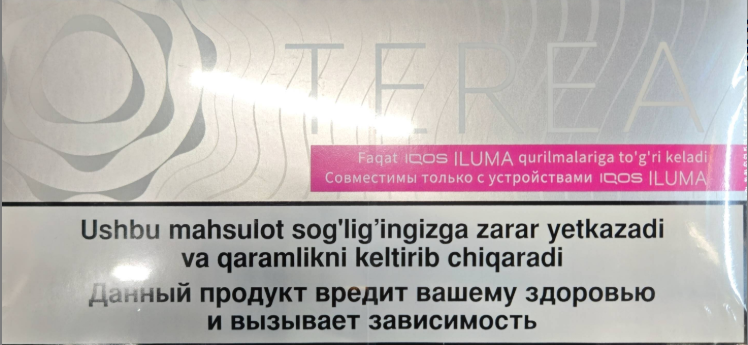 TEREA
Faqat IQOS ILUMA qurilmalariga to'g'ri keladi
Совместимы только с устройствами IQOS ILUMA
Ushbu mahsulot sog'lig’ingizga zarar yetkazadi
va qaramlikni keltirib chiqaradi
Данный продукт вредит вашему здоровью
и вызывает зависимость